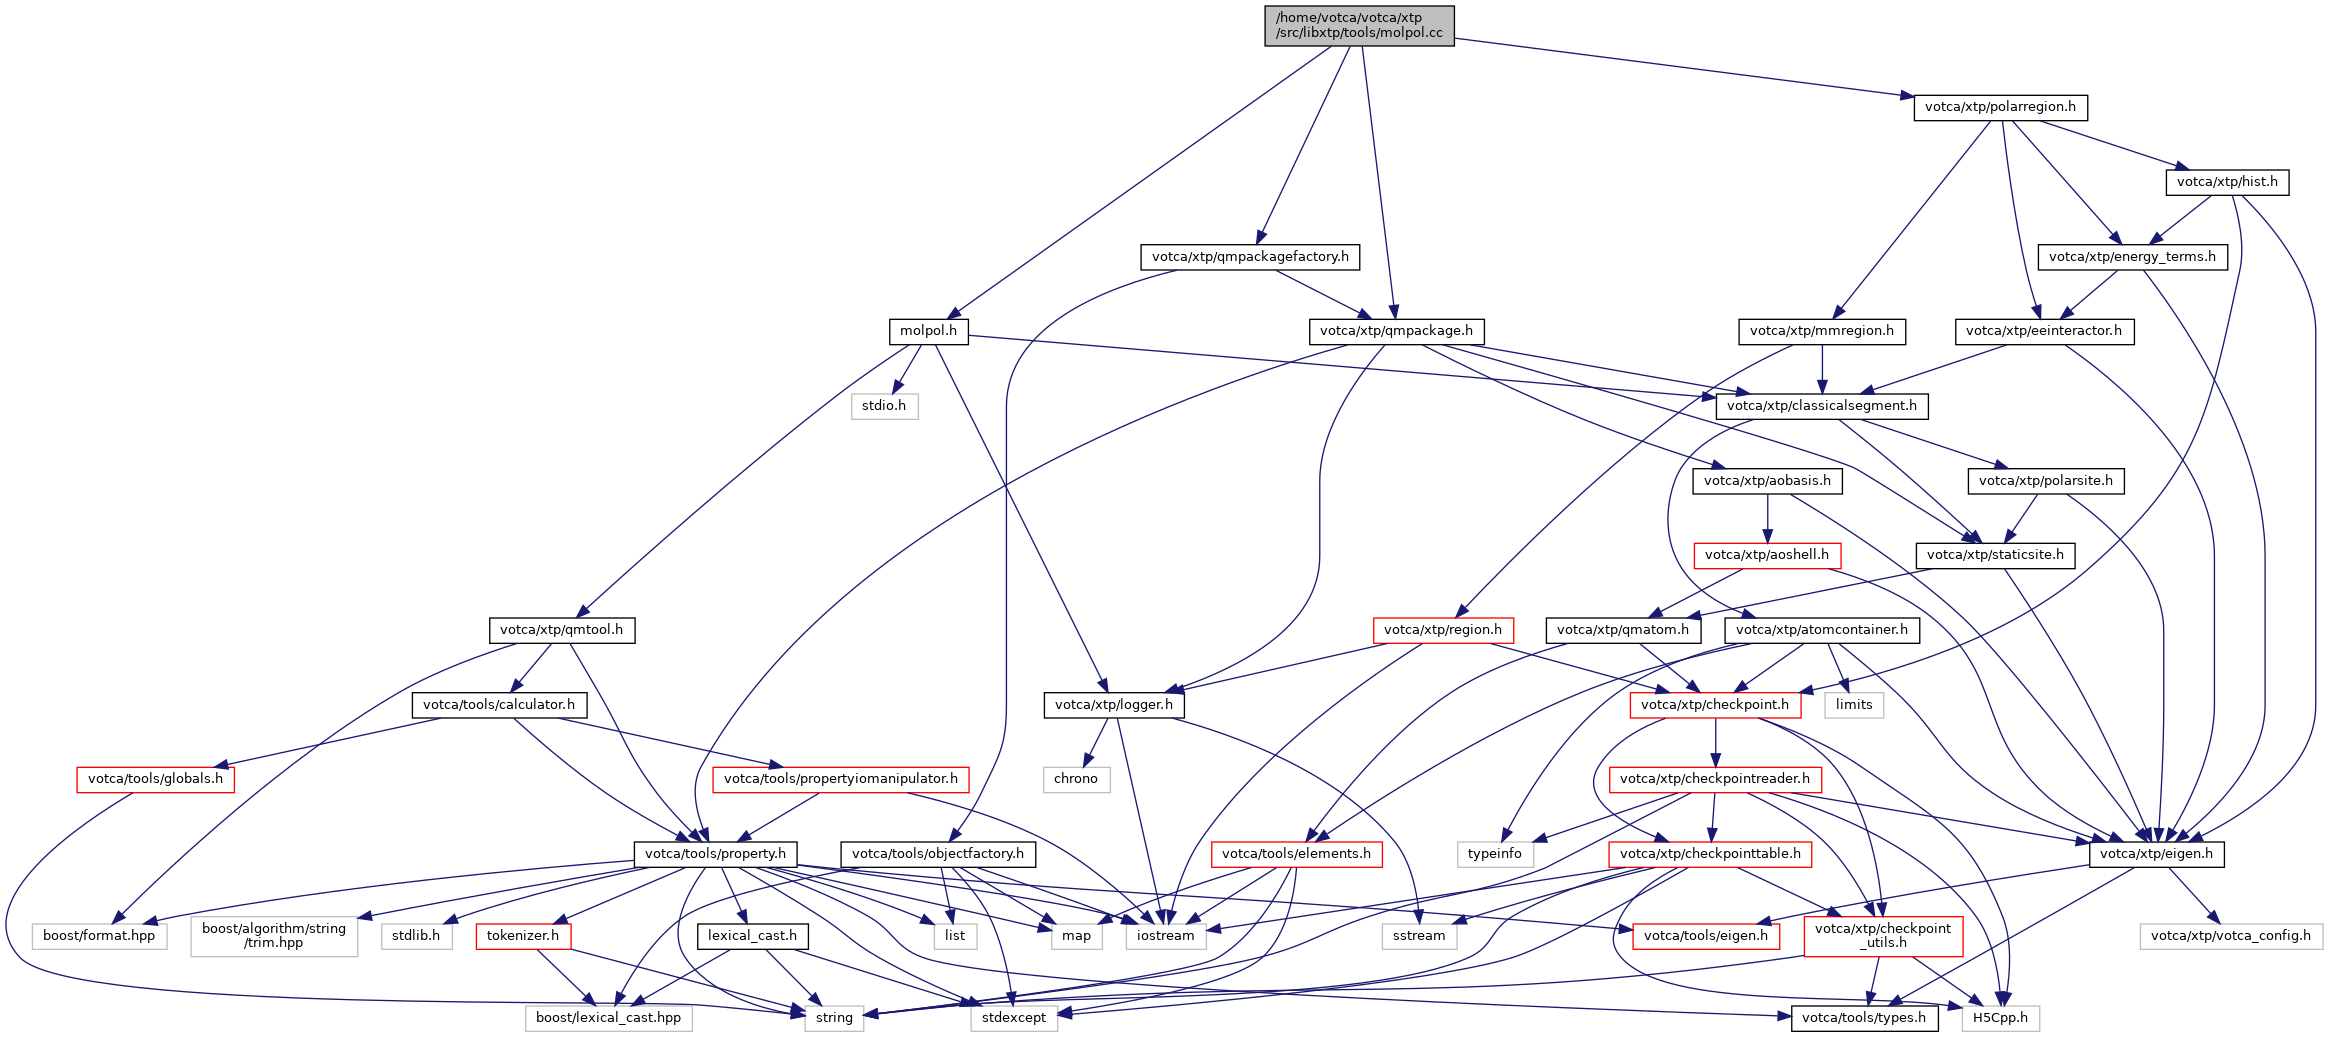 /home/votca/votca/xtp
/src/libxtp/tools/molpol.cc
votca/xtp/polarregion.h
votca/xtp/hist.h
votca/xtp/qmpackagefactory.h
votca/xtp/energy_terms.h
molpol.h
votca/xtp/qmpackage.h
votca/xtp/mmregion.h
votca/xtp/eeinteractor.h
stdio.h
votca/xtp/classicalsegment.h
votca/xtp/aobasis.h
votca/xtp/polarsite.h
votca/xtp/aoshell.h
votca/xtp/staticsite.h
votca/xtp/qmtool.h
votca/xtp/region.h
votca/xtp/qmatom.h
votca/xtp/atomcontainer.h
votca/tools/calculator.h
votca/xtp/logger.h
votca/xtp/checkpoint.h
limits
votca/tools/globals.h
votca/tools/propertyiomanipulator.h
chrono
votca/xtp/checkpointreader.h
votca/tools/property.h
votca/tools/objectfactory.h
votca/tools/elements.h
typeinfo
votca/xtp/checkpointtable.h
votca/xtp/eigen.h
boost/format.hpp
boost/algorithm/string
/trim.hpp
stdlib.h
tokenizer.h
lexical_cast.h
list
map
iostream
sstream
votca/tools/eigen.h
votca/xtp/checkpoint
_utils.h
votca/xtp/votca_config.h
boost/lexical_cast.hpp
string
stdexcept
votca/tools/types.h
H5Cpp.h